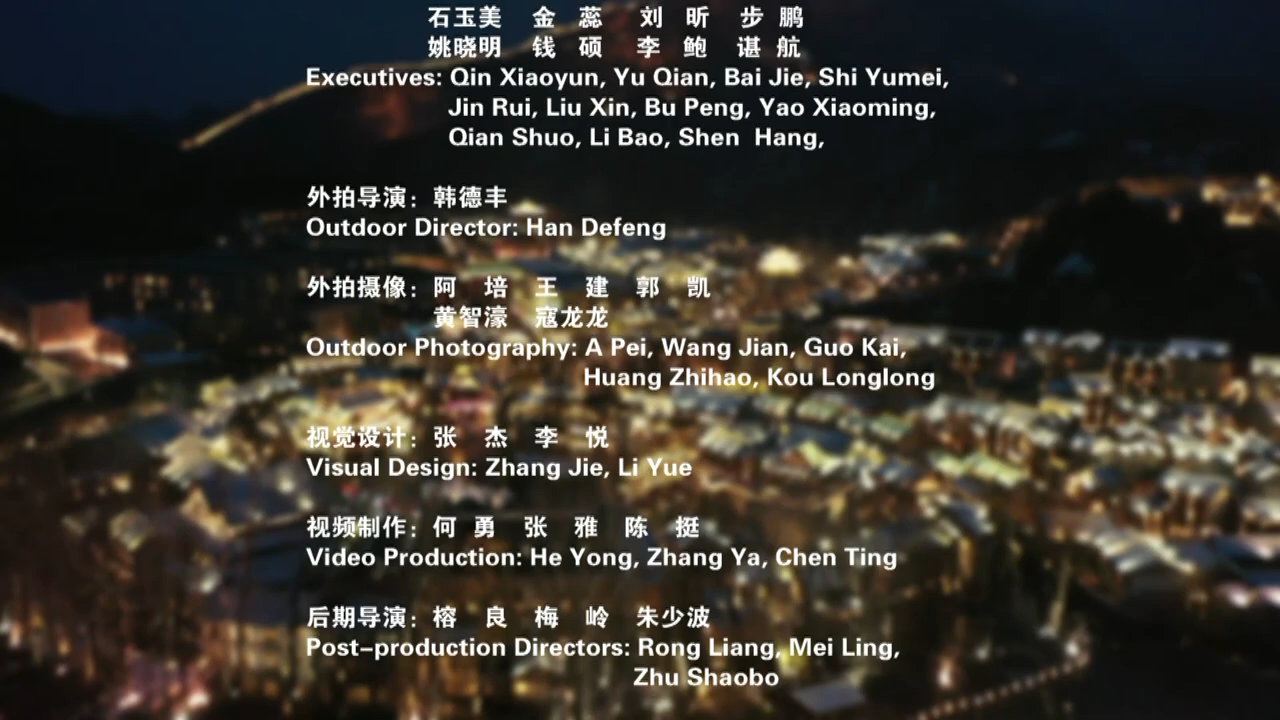 石玉美 金 蕊 刘 昕 步 鹏
姚晓明 钱 硕 李 鲍 谌 航
Executives: Qin Xiaoyun, Yu Qian, Bai Jie, Shi Yumei,
Jin Rui, Liu Xin, Bu Peng, Yao Xiaoming,
Qian Shuo, Li Bao, Shen Hang,
外拍导演：韩德丰
Outdoor Director: Han Defeng
外拍摄像：阿 培 王 建 郭 凯
黄智濠 寇龙龙
Outdoor Photography: A Pei, Wang Jian, Guo Kai,
Huang Zhihao, Kou Longlong
视觉设计：张 杰 李 悦
Visual Design: Zhang Jie, Li Yue
视频制作：何 勇 张 雅 陈 挺
Video Production: He Yong, Zhang Ya, Chen Ting
后期导演：榕 良 梅 岭 朱少波
Post-production Directors: Rong Liang, Mei Ling,
Zhu Shaobo